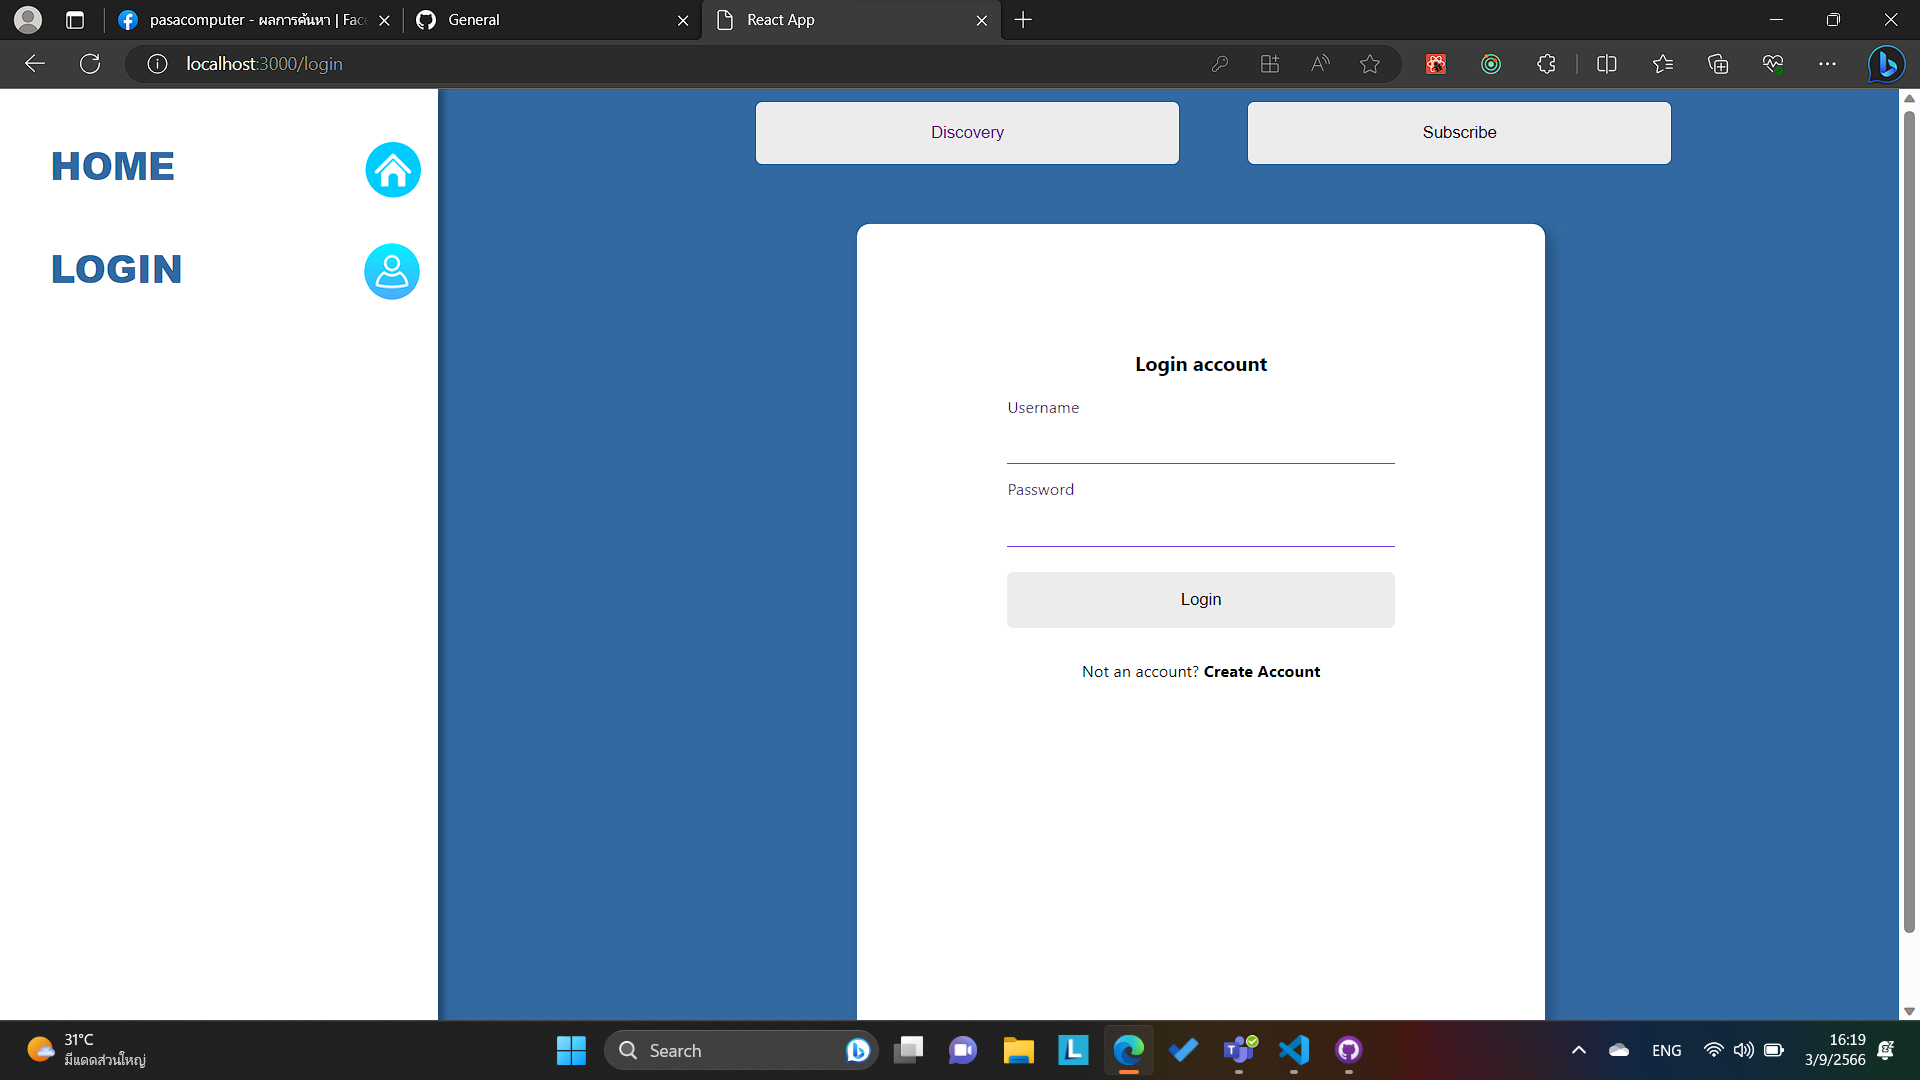 pasacomputer - ผลการค้นหา | Fac
General
React App
localhost:3000/login
HOME
LOGIN
Discovery
Subscribe
Login account
Username
Password
Login
Not an account? Create Account
31°C
มีแดดส่วนใหญ่
Search
ENG
16:19
3/9/2566